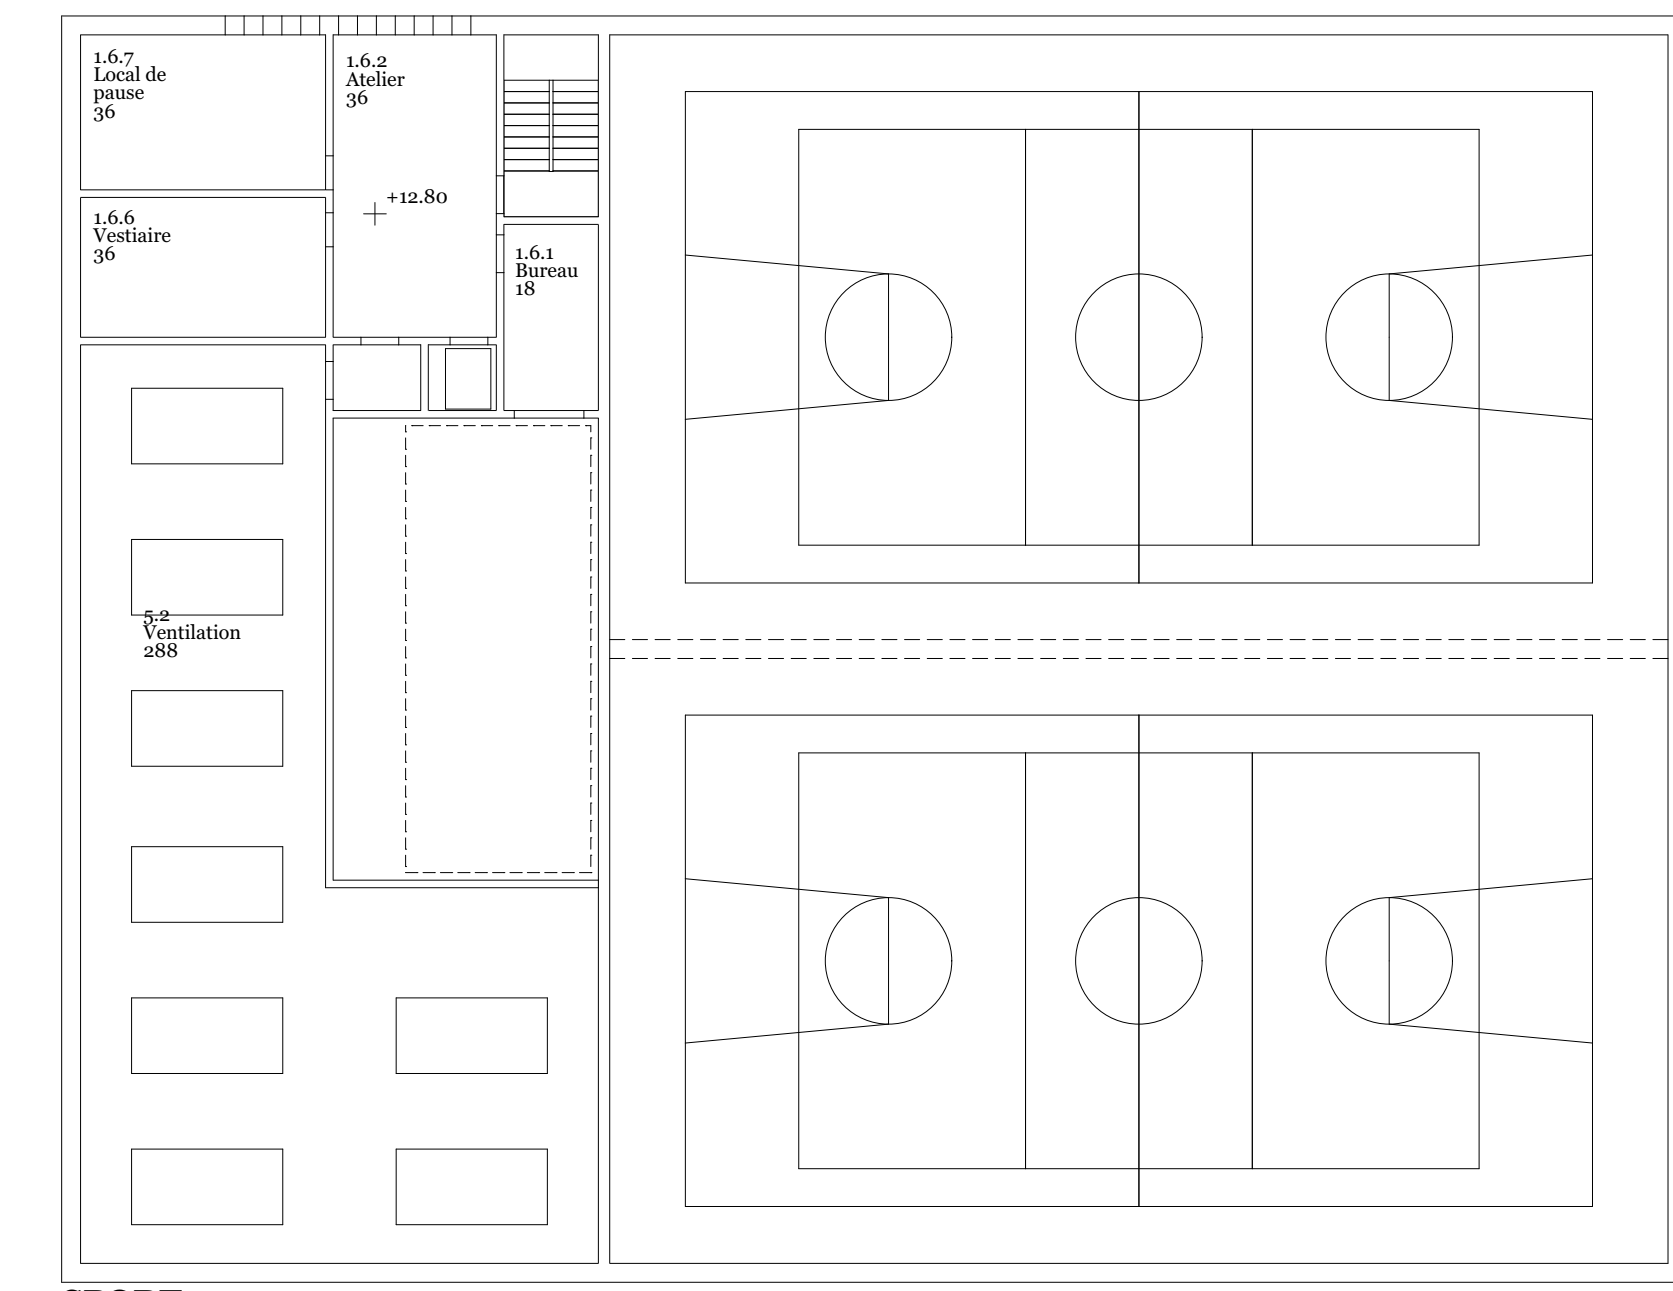 1.6.7
Local de
pause
36
1.6.2
Atelier
36
+12.80
1.6.6
Vestiaire
36
1.6.1
Bureau
18
5.2
Ventilation
288